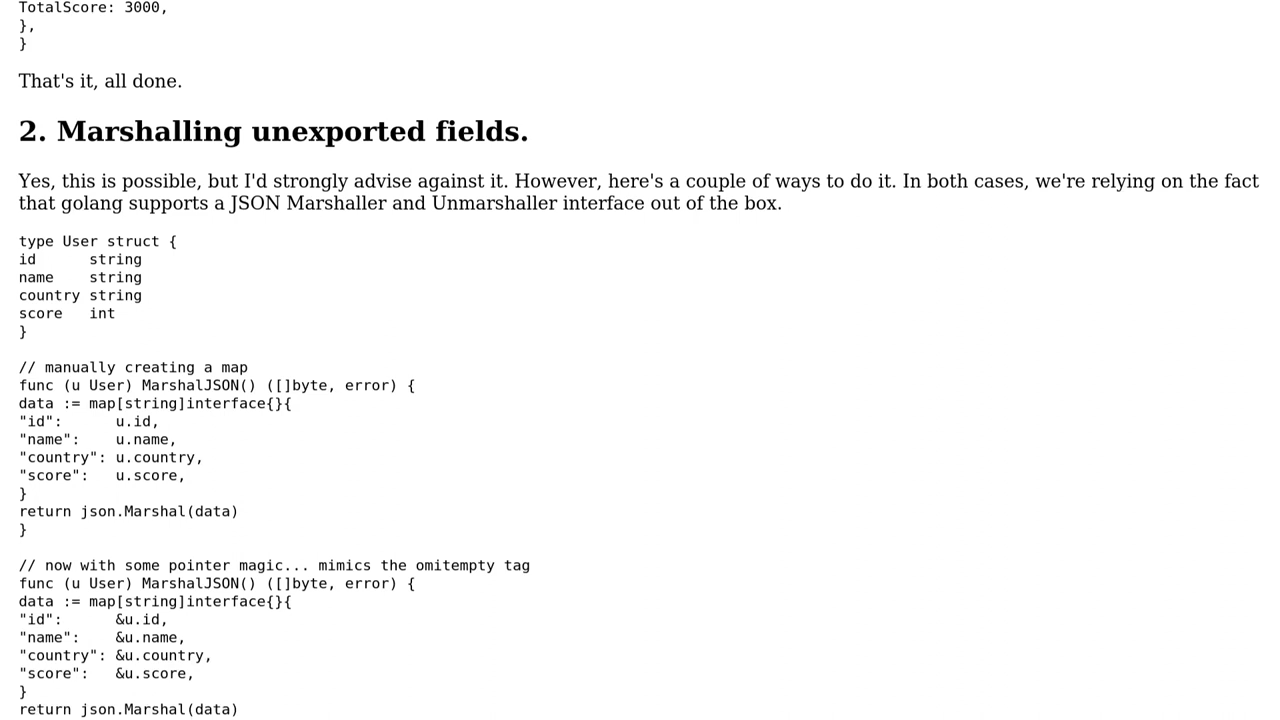 TotalScore: 3000,
},
}
That's it, all done.
2. Marshalling unexported fields.
Yes, this is possible, but I'd strongly advise against it. However, here's a couple of ways to do it. In both cases, we're relying on the fact
that golang supports a JSON Marshaller and Unmarshaller interface out of the box.
type User struct {
id      string
name    string
country string
score   int
}
// manually creating a map
func (u User) MarshalJSON() ([]byte, error) {
data := map[string]interface{}{
"id":      u.id,
"name":    u.name,
"country": u.country,
"score":   u.score,
}
return json.Marshal(data)
}
// now with some pointer magic... mimics the omitempty tag
func (u User) MarshalJSON() ([]byte, error) {
data := map[string]interface{}{
"id":      &u.id,
"name":    &u.name,
"country": &u.country,
"score":   &u.score,
}
return json.Marshal(data)